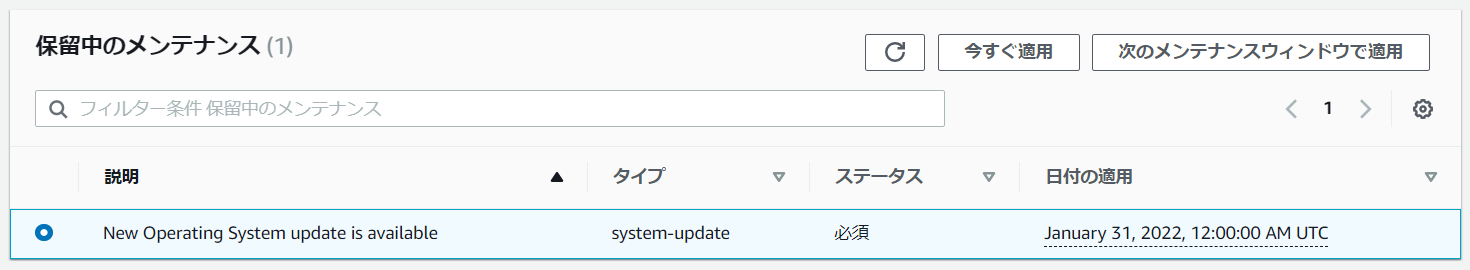 保留中のメンテナンス (1)
今すぐ適用
次のメンテナンスウィンドウで適用
フィルター条件 保留中のメンテナンス
1
説明 タイプ ステータス 日付の適用
New Operating System update is available system-update 必須 January 31, 2022, 12:00:00 AM UTC